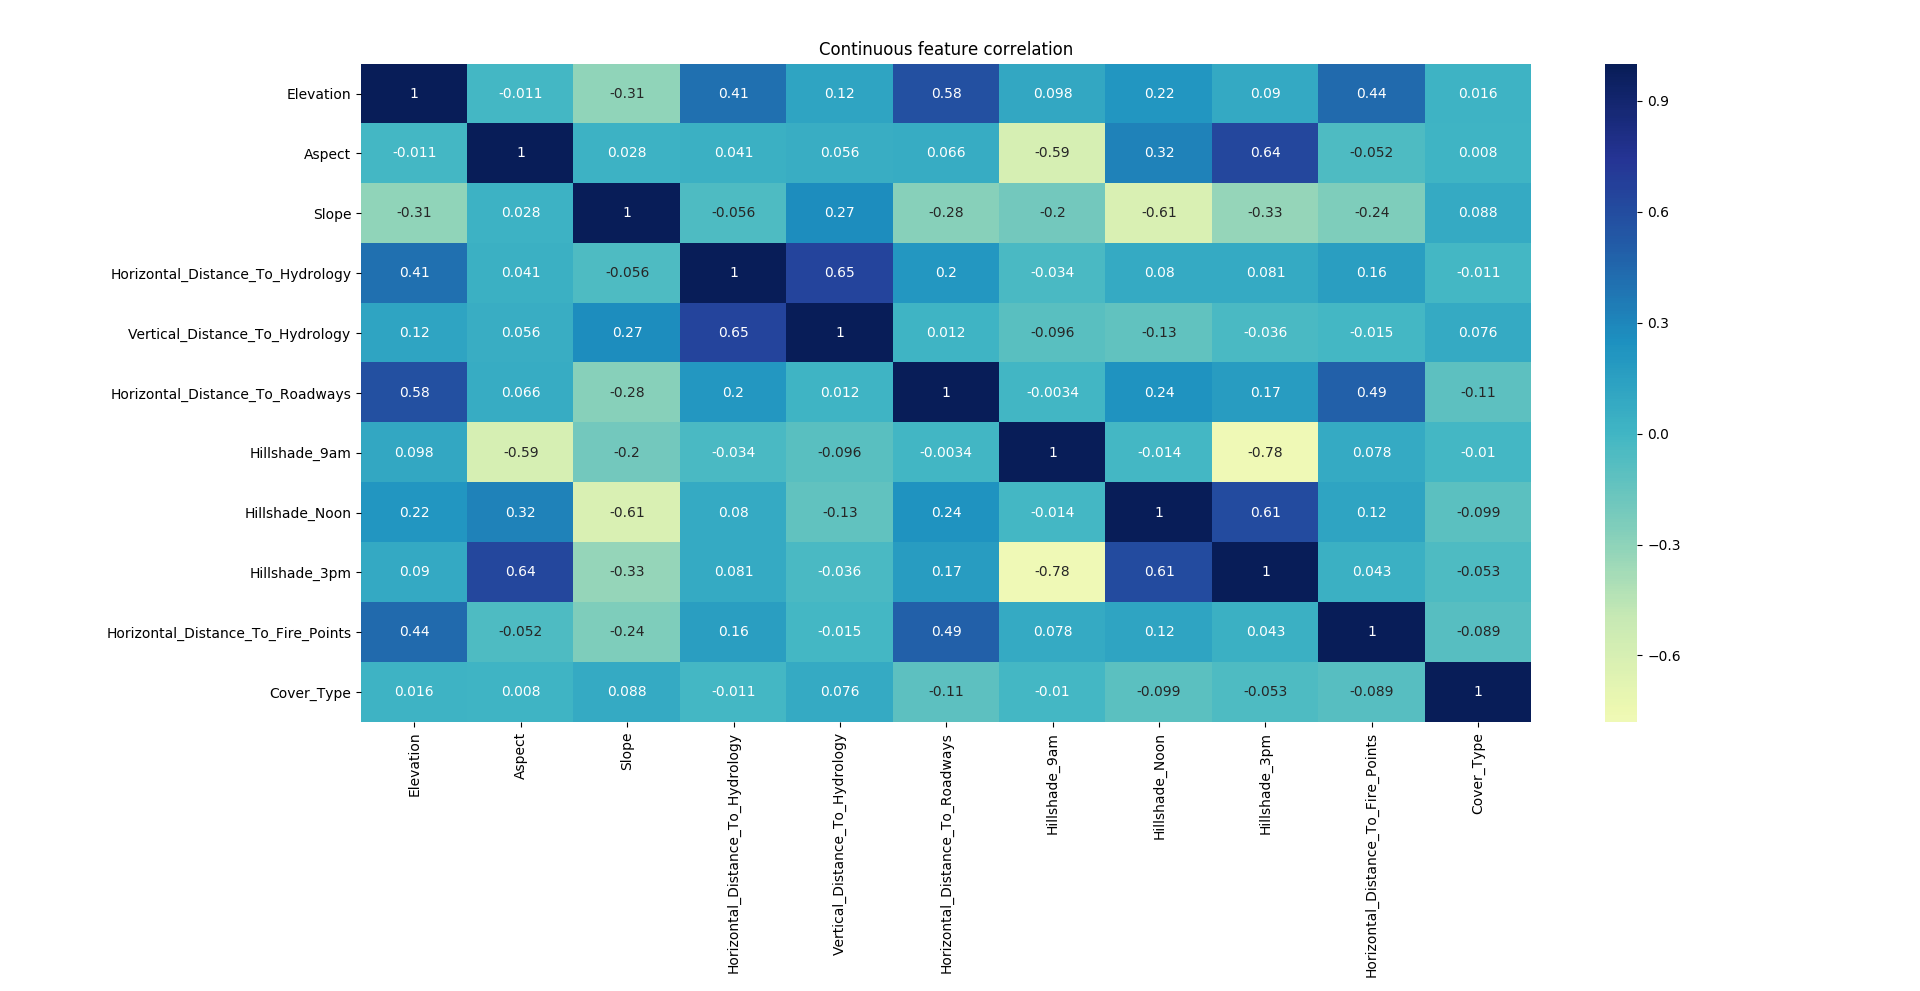 Continuous feature correlation
Elevation 1 -0.011 -0.31 0.41 0.12 0.58 0.098 0.22 0.09 0.44 0.016
Aspect -0.011 1 0.028 0.041 0.056 0.066 -0.59 0.32 0.64 -0.052 0.008
Slope -0.31 0.028 1 -0.056 0.27 -0.28 -0.2 -0.61 -0.33 -0.24 0.088
Horizontal_Distance_To_Hydrology 0.41 0.041 -0.056 1 0.65 0.2 -0.034 0.08 0.081 0.16 -0.011
Vertical_Distance_To_Hydrology 0.12 0.056 0.27 0.65 1 0.012 -0.096 -0.13 -0.036 -0.015 0.076
Horizontal_Distance_To_Roadways 0.58 0.066 -0.28 0.2 0.012 1 -0.0034 0.24 0.17 0.49 -0.11
Hillshade_9am 0.098 -0.59 -0.2 -0.034 -0.096 -0.0034 1 -0.014 -0.78 0.078 -0.01
Hillshade_Noon 0.22 0.32 -0.61 0.08 -0.13 0.24 -0.014 1 0.61 0.12 -0.099
Hillshade_3pm 0.09 0.64 -0.33 0.081 -0.036 0.17 -0.78 0.61 1 0.043 -0.053
Horizontal_Distance_To_Fire_Points 0.44 -0.052 -0.24 0.16 -0.015 0.49 0.078 0.12 0.043 1 -0.089
Cover_Type 0.016 0.008 0.088 -0.011 0.076 -0.11 -0.01 -0.099 -0.053 -0.089 1
Elevation
Aspect
Slope
Horizontal_Distance_To_Hydrology
Vertical_Distance_To_Hydrology
Horizontal_Distance_To_Roadways
Hillshade_9am
Hillshade_Noon
Hillshade_3pm
Horizontal_Distance_To_Fire_Points
Cover_Type
0.9
0.6
0.3
0.0
−0.3
−0.6